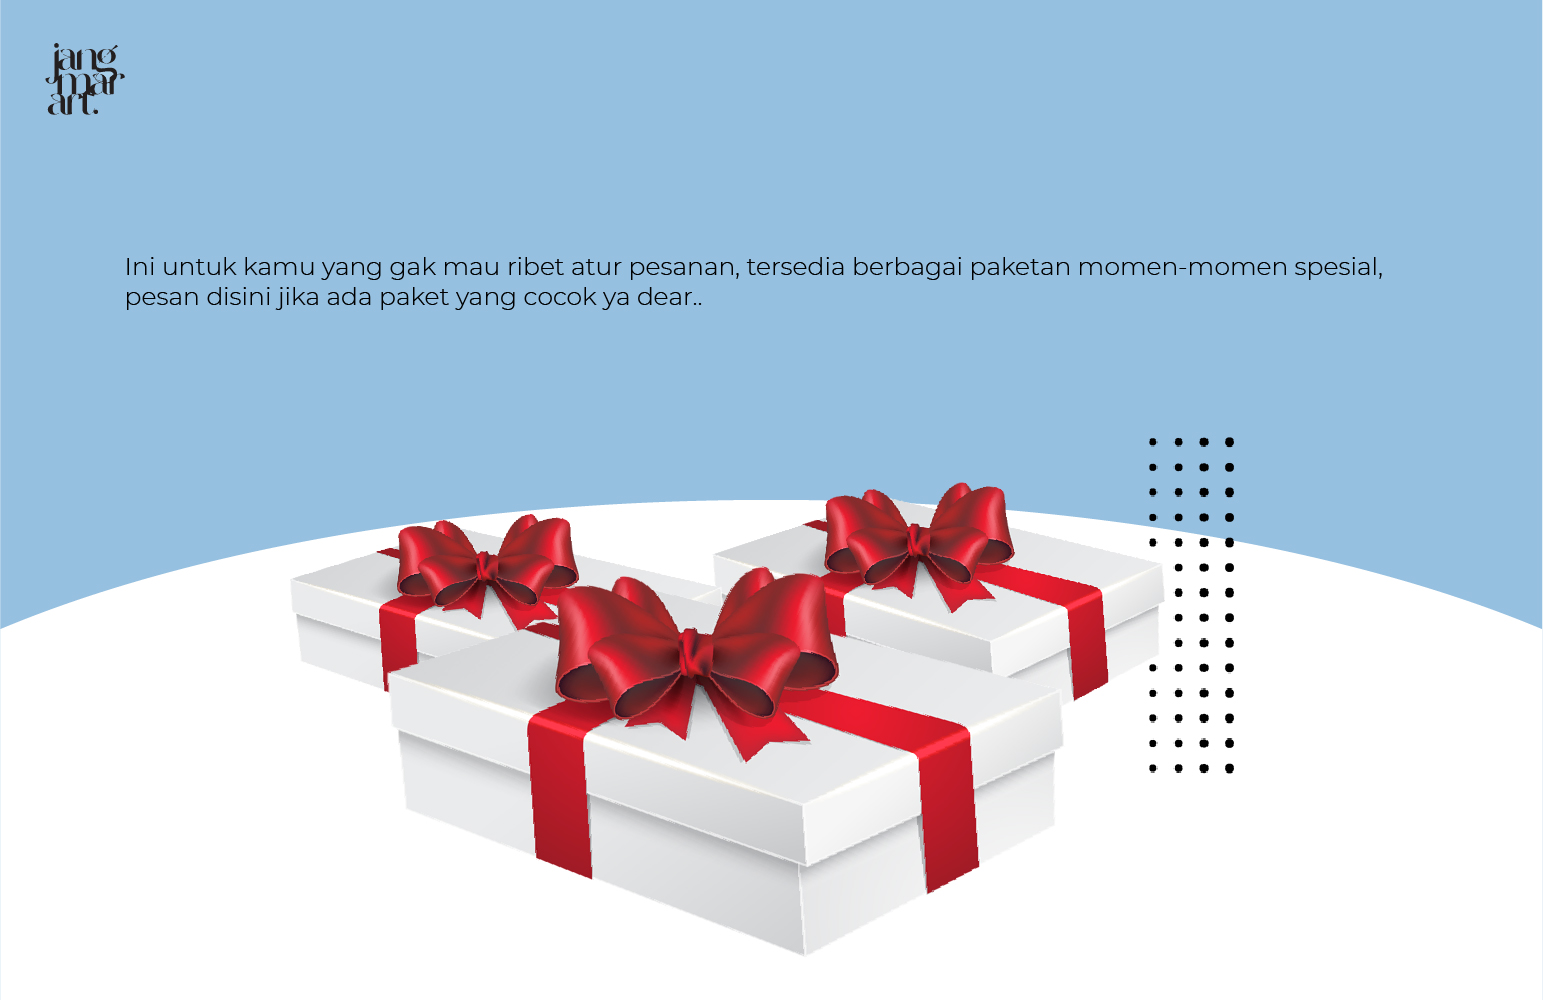 jang
mar
art.
Ini untuk kamu yang gak mau ribet atur pesanan, tersedia berbagai paketan momen-momen spesial,
pesan disini jika ada paket yang cocok ya dear..